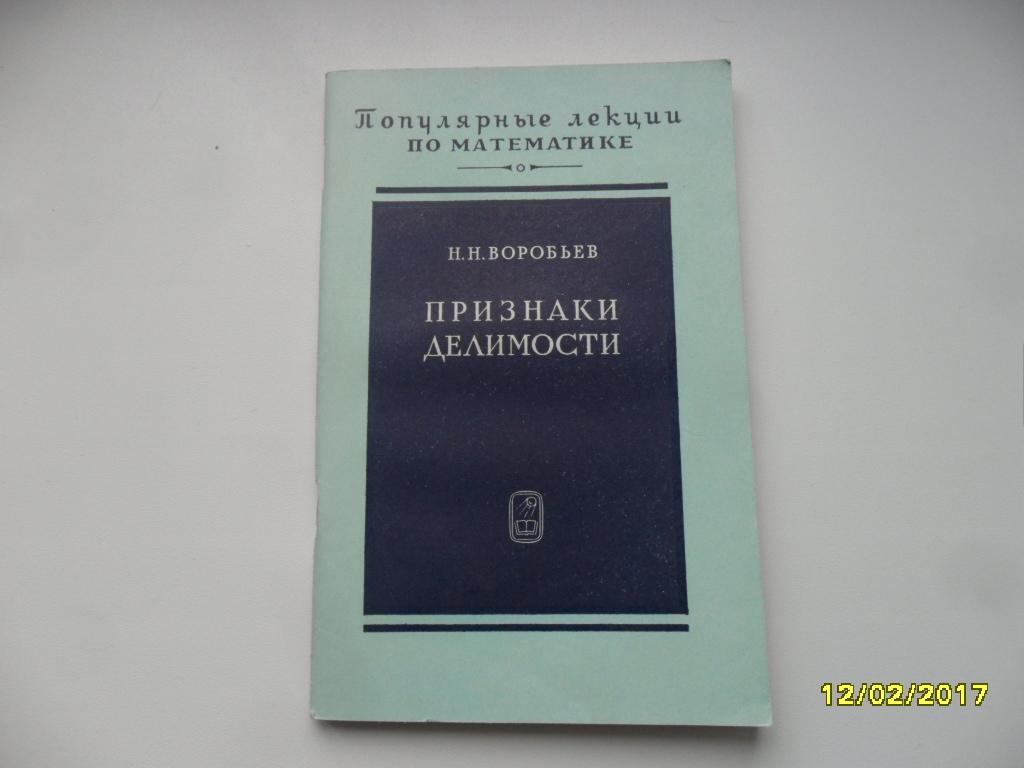 Популярные лекции
ПО МАТЕМАТИКЕ
Н.Н.ВОРОБЬЕВ
ПРИЗНАКИ
ДЕЛИМОСТИ
12/02/2017